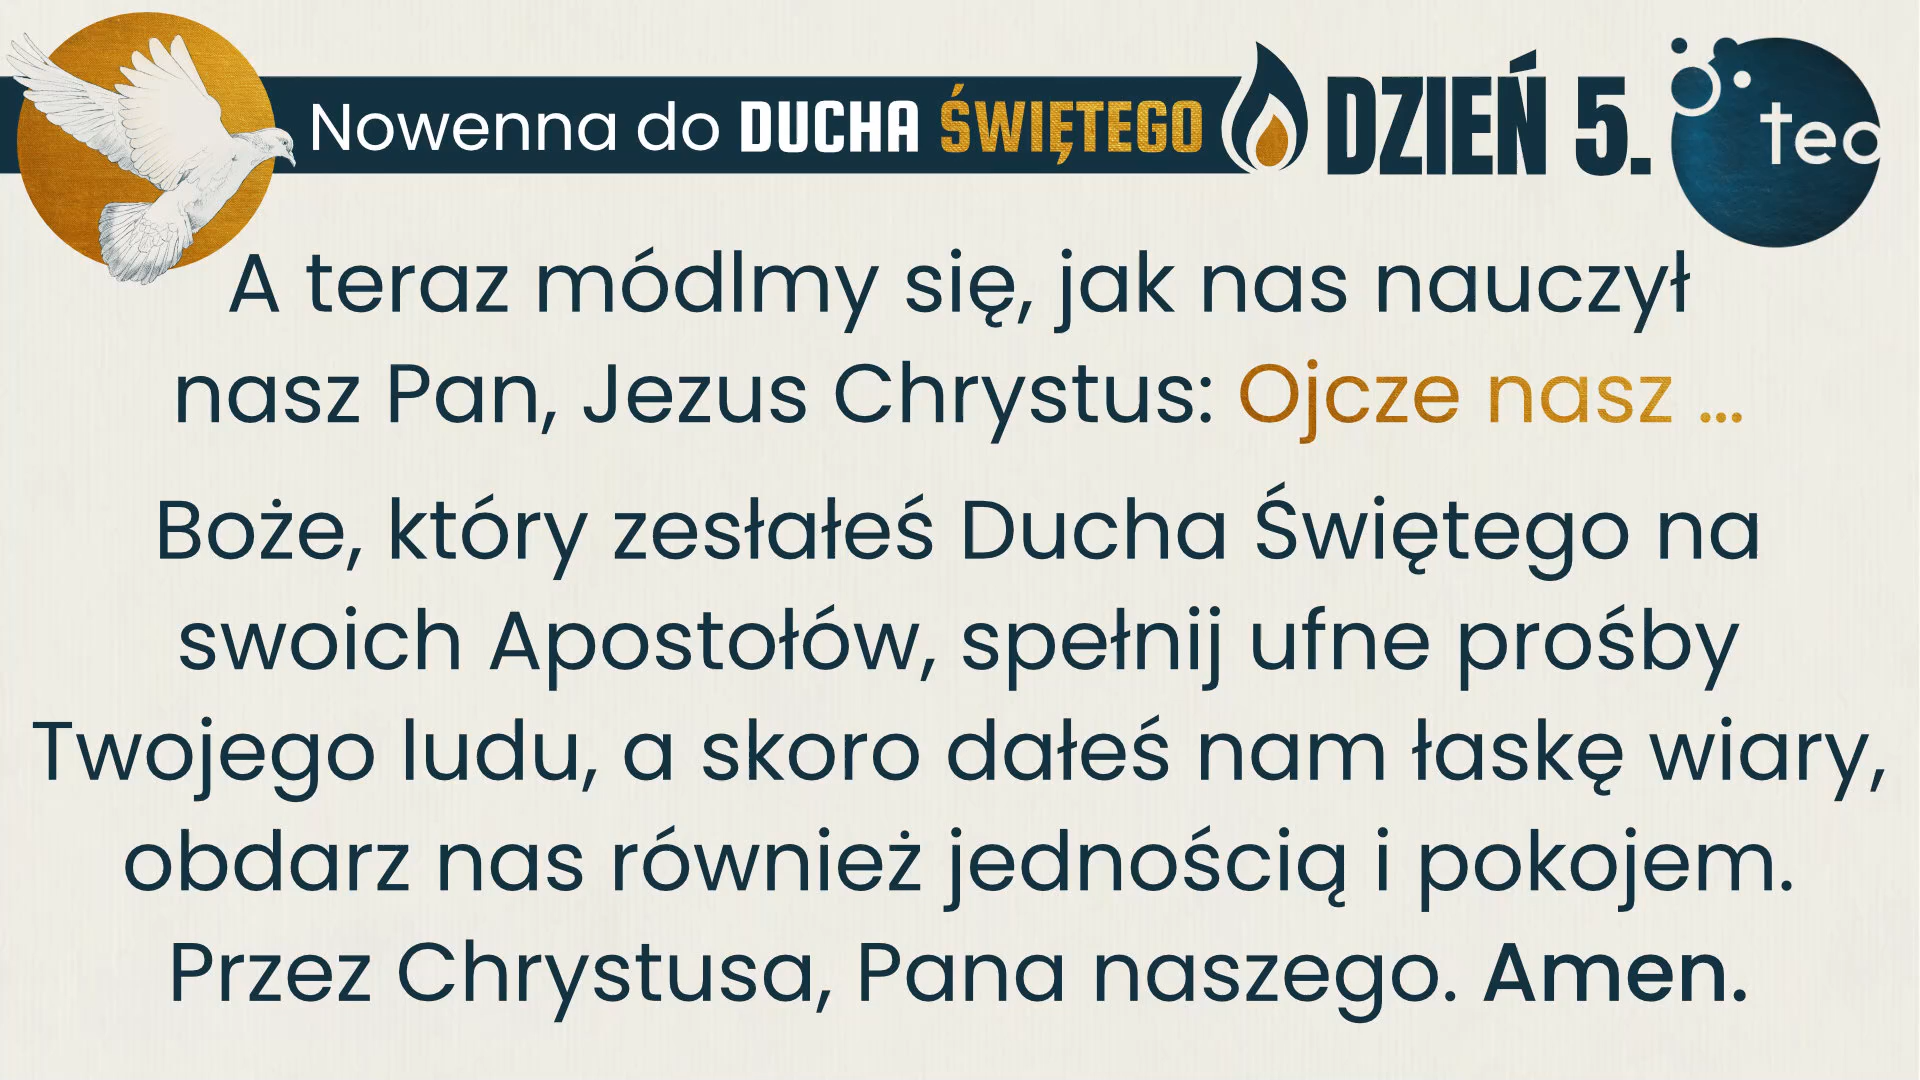 Nowenna do DUCHA ŚWIĘTEGO DZIEŃ 5.
teo
A teraz módlmy się, jak nas nauczył
nasz Pan, Jezus Chrystus: Ojcze nasz ...
Boże, który zesłałeś Ducha Świętego na
swoich Apostołów, spełnij ufne prośby
Twojego ludu, a skoro dałeś nam łaskę wiary,
obdarz nas również jednością i pokojem.
Przez Chrystusa, Pana naszego. Amen.